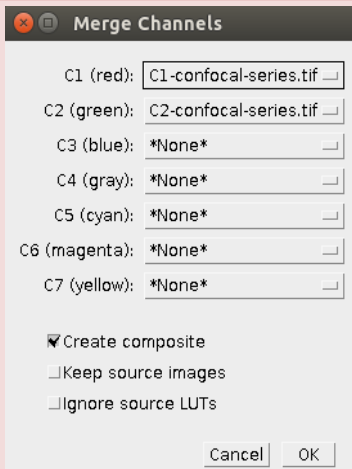 Merge Channels
C1 (red): C1-confocal-series.tif
C2 (green): C2-confocal-series.tif
C3 (blue): *None*
C4 (gray): *None*
C5 (cyan): *None*
C6 (magenta): *None*
C7 (yellow): *None*
Create composite
Keep source images
Ignore source LUTs
Cancel OK